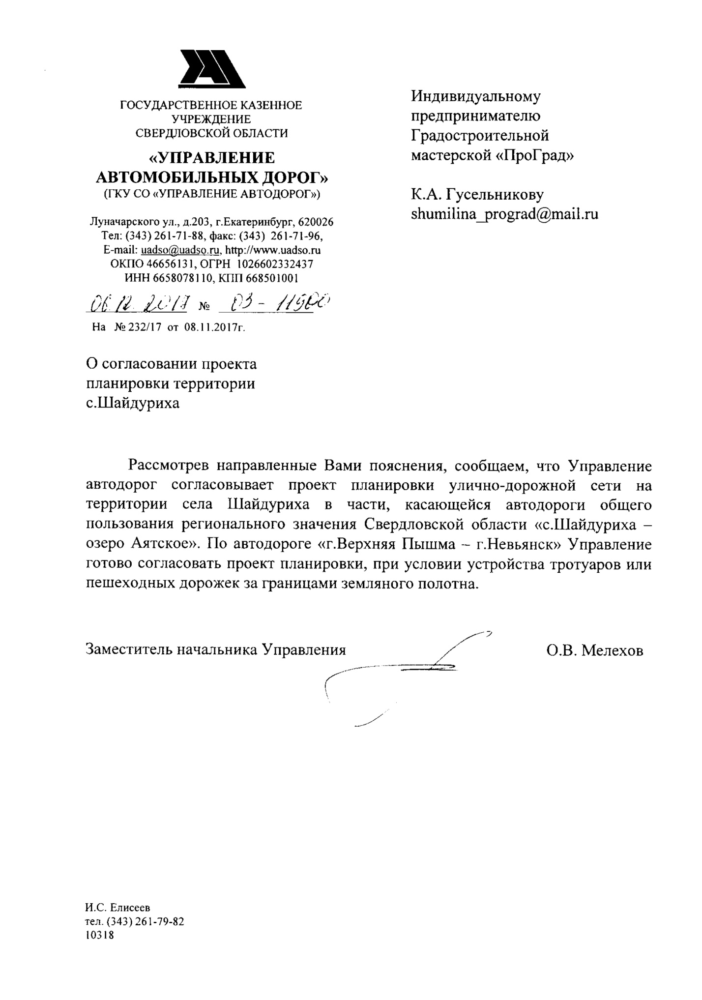 ГОСУДАРСТВЕННОЕ КАЗЕННОЕ
УЧРЕЖДЕНИЕ
СВЕРДЛОВСКОЙ ОБЛАСТИ
«УПРАВЛЕНИЕ
АВТОМОБИЛЬНЫХ ДОРОГ»
(ГКУ СО «УПРАВЛЕНИЕ АВТОДОРОГ»)
Луначарского ул., д.203, г.Екатеринбург, 620026
Тел: (343) 261-71-88, факс: (343) 261-71-96,
E-mail: uadso@uadso.ru, http://www.uadso.ru
ОКПО 46656131, ОГРН 1026602332437
ИНН 6658078110, КПП 668501001
06.12.2017 № 03-11900
На № 232/17 от 08.11.2017г.
Индивидуальному
предпринимателю
Градостроительной
мастерской «ПроГрад»
К.А. Гусельникову
shumilina_prograd@mail.ru
О согласовании проекта
планировки территории
с.Шайдуриха
Рассмотрев направленные Вами пояснения, сообщаем, что Управление
автодорог согласовывает проект планировки улично-дорожной сети на
территории села Шайдуриха в части, касающейся автодороги общего
пользования регионального значения Свердловской области «с.Шайдуриха –
озеро Аятское». По автодороге «г.Верхняя Пышма – г.Невьянск» Управление
готово согласовать проект планировки, при условии устройства тротуаров или
пешеходных дорожек за границами земляного полотна.
Заместитель начальника Управления О.В. Мелехов
И.С. Елисеев
тел. (343) 261-79-82
10318